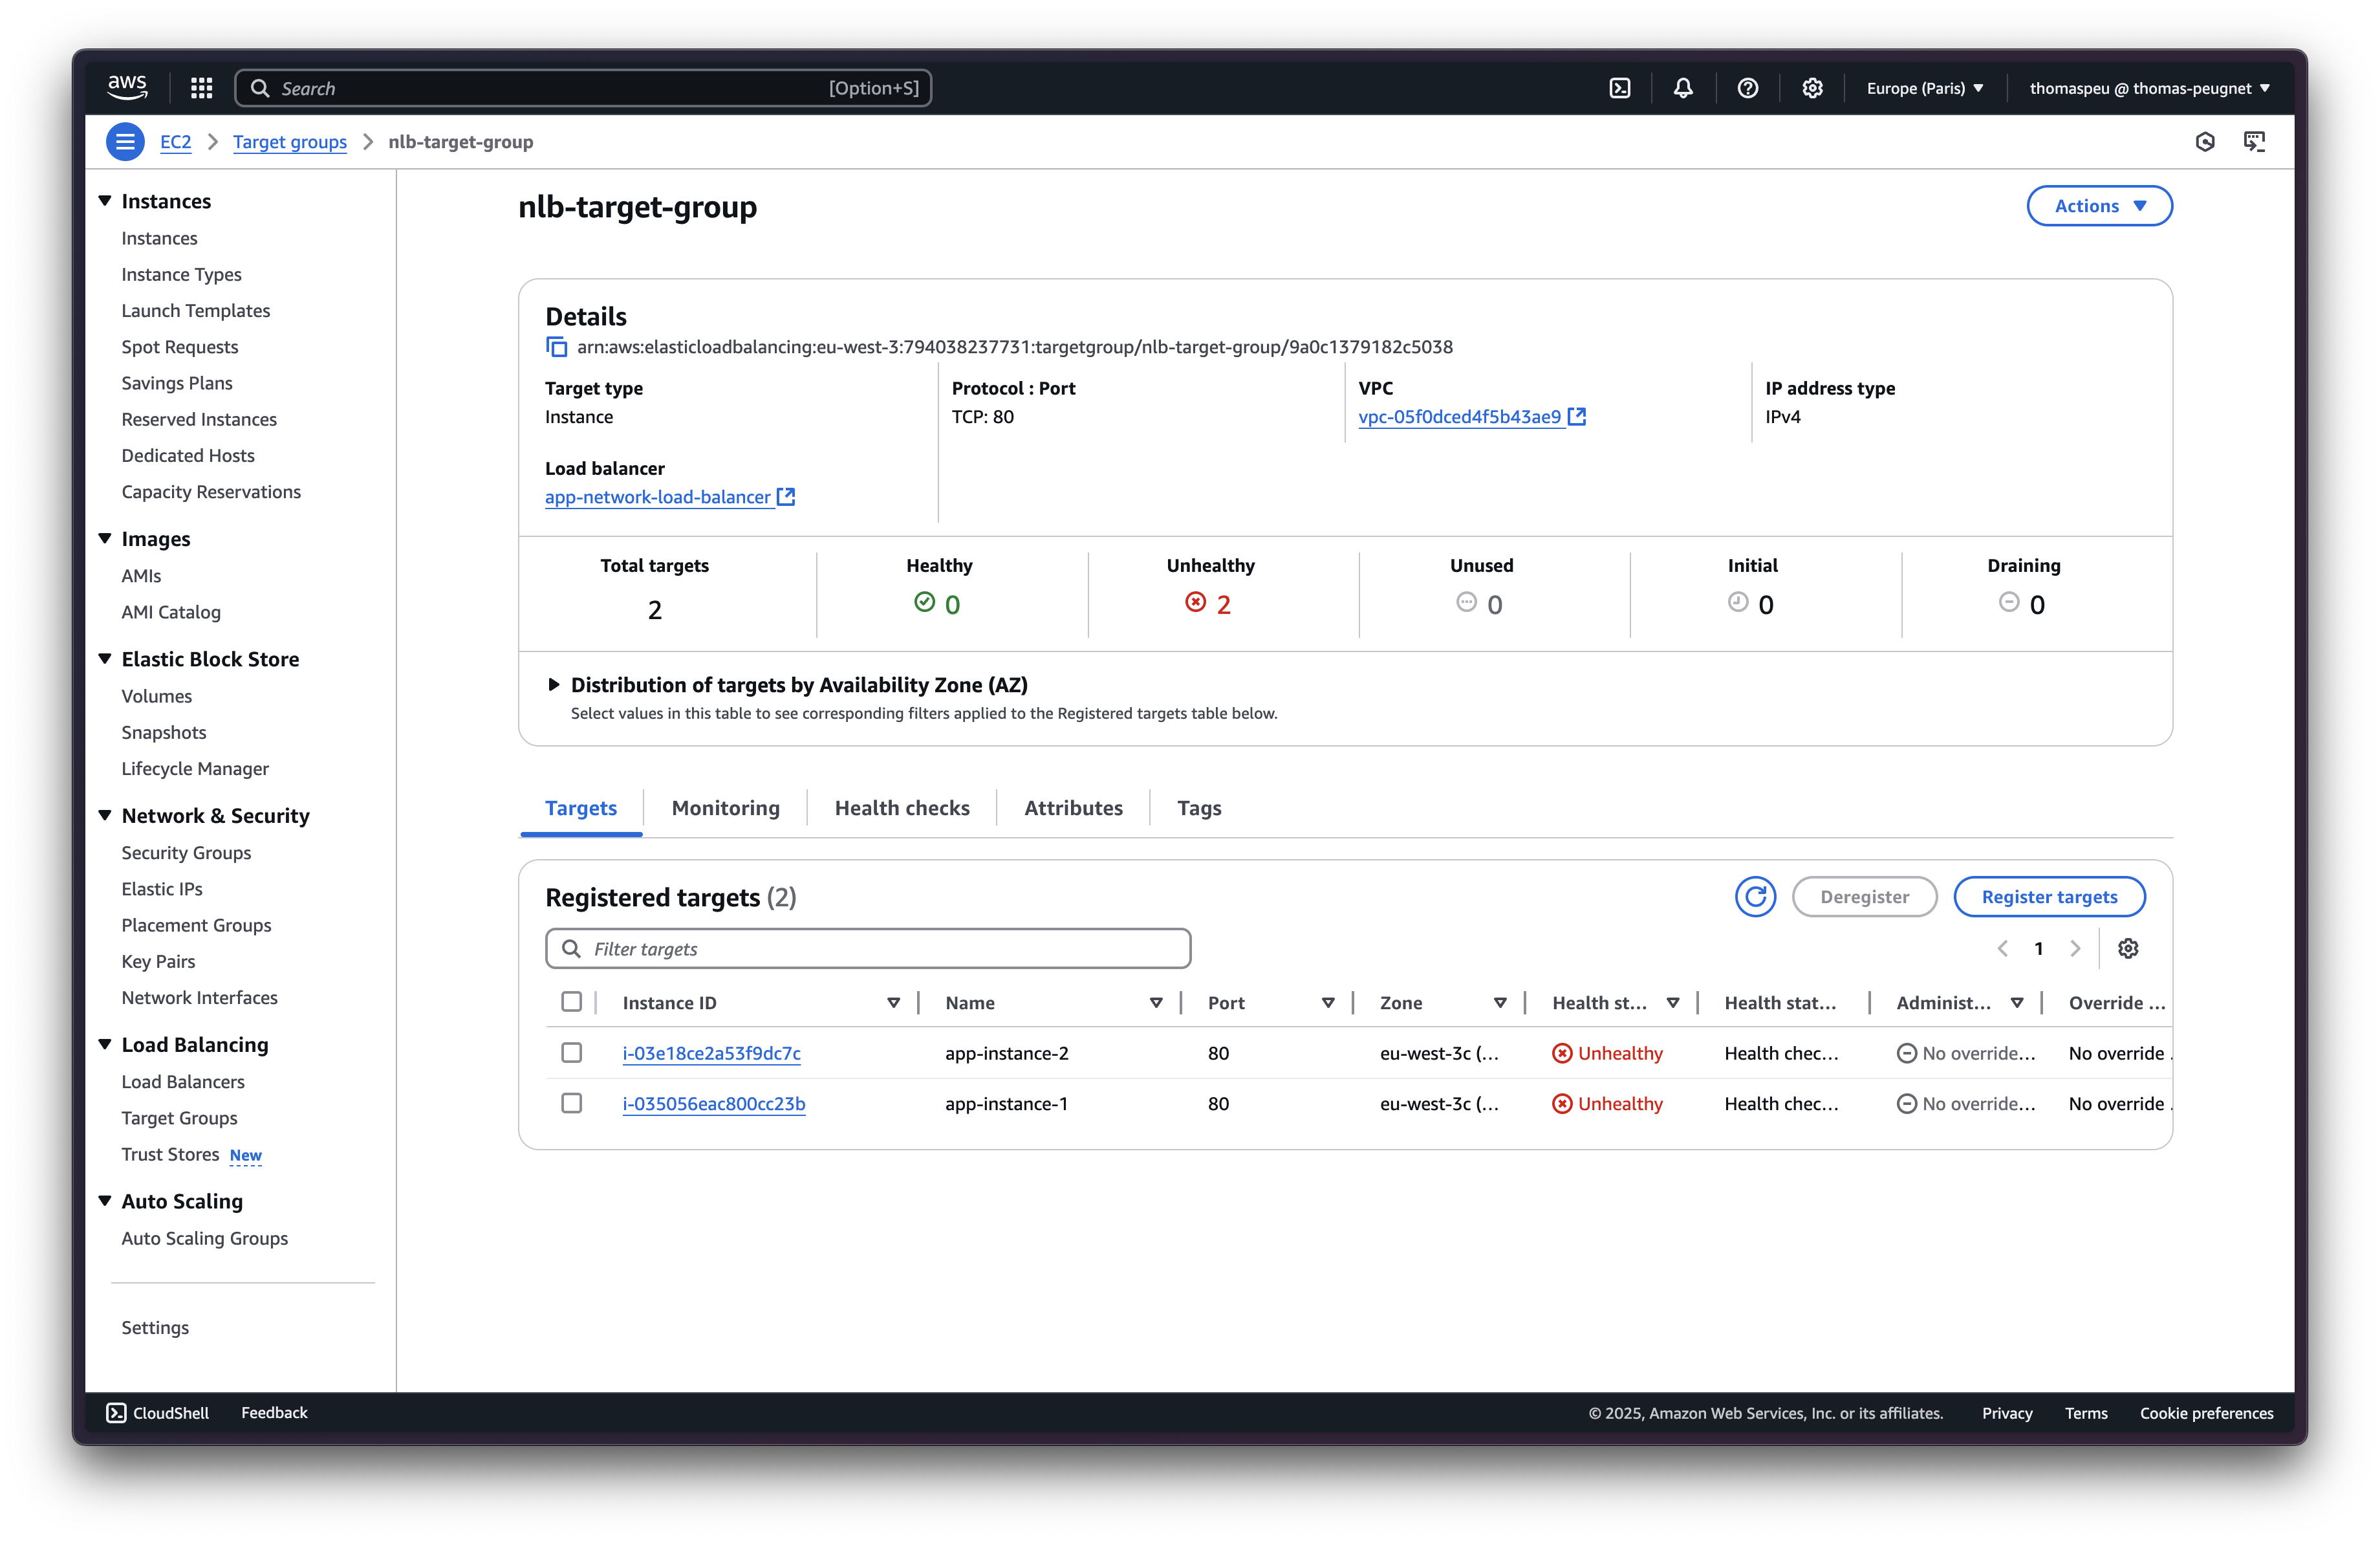 aws
Search [Option+S] Europe (Paris) thomaspeu @ thomas-peugnet
EC2 Target groups nlb-target-group
Instances
Instances
Instance Types
Launch Templates
Spot Requests
Savings Plans
Reserved Instances
Dedicated Hosts
Capacity Reservations
Images
AMIs
AMI Catalog
Elastic Block Store
Volumes
Snapshots
Lifecycle Manager
Network & Security
Security Groups
Elastic IPs
Placement Groups
Key Pairs
Network Interfaces
Load Balancing
Load Balancers
Target Groups
Trust Stores New
Auto Scaling
Auto Scaling Groups
Settings
nlb-target-group
Actions
Details
arn:aws:elasticloadbalancing:eu-west-3:794038237731:targetgroup/nlb-target-group/9a0c1379182c5038
Target type
Instance
Protocol : Port
TCP: 80
VPC
vpc-05f0dced4f5b43ae9
IP address type
IPv4
Load balancer
app-network-load-balancer
Total targets
2
Healthy
0
Unhealthy
2
Unused
0
Initial
0
Draining
0
Distribution of targets by Availability Zone (AZ)
Select values in this table to see corresponding filters applied to the Registered targets table below.
Targets Monitoring Health checks Attributes Tags
Registered targets (2)
Deregister Register targets
Filter targets
1
Instance ID Name Port Zone Health st... Health stat... Administ... Override ...
i-03e18ce2a53f9dc7c app-instance-2 80 eu-west-3c (... Unhealthy Health chec... No override... No override .
i-035056eac800cc23b app-instance-1 80 eu-west-3c (... Unhealthy Health chec... No override... No override .
CloudShell Feedback © 2025, Amazon Web Services, Inc. or its affiliates. Privacy Terms Cookie preferences